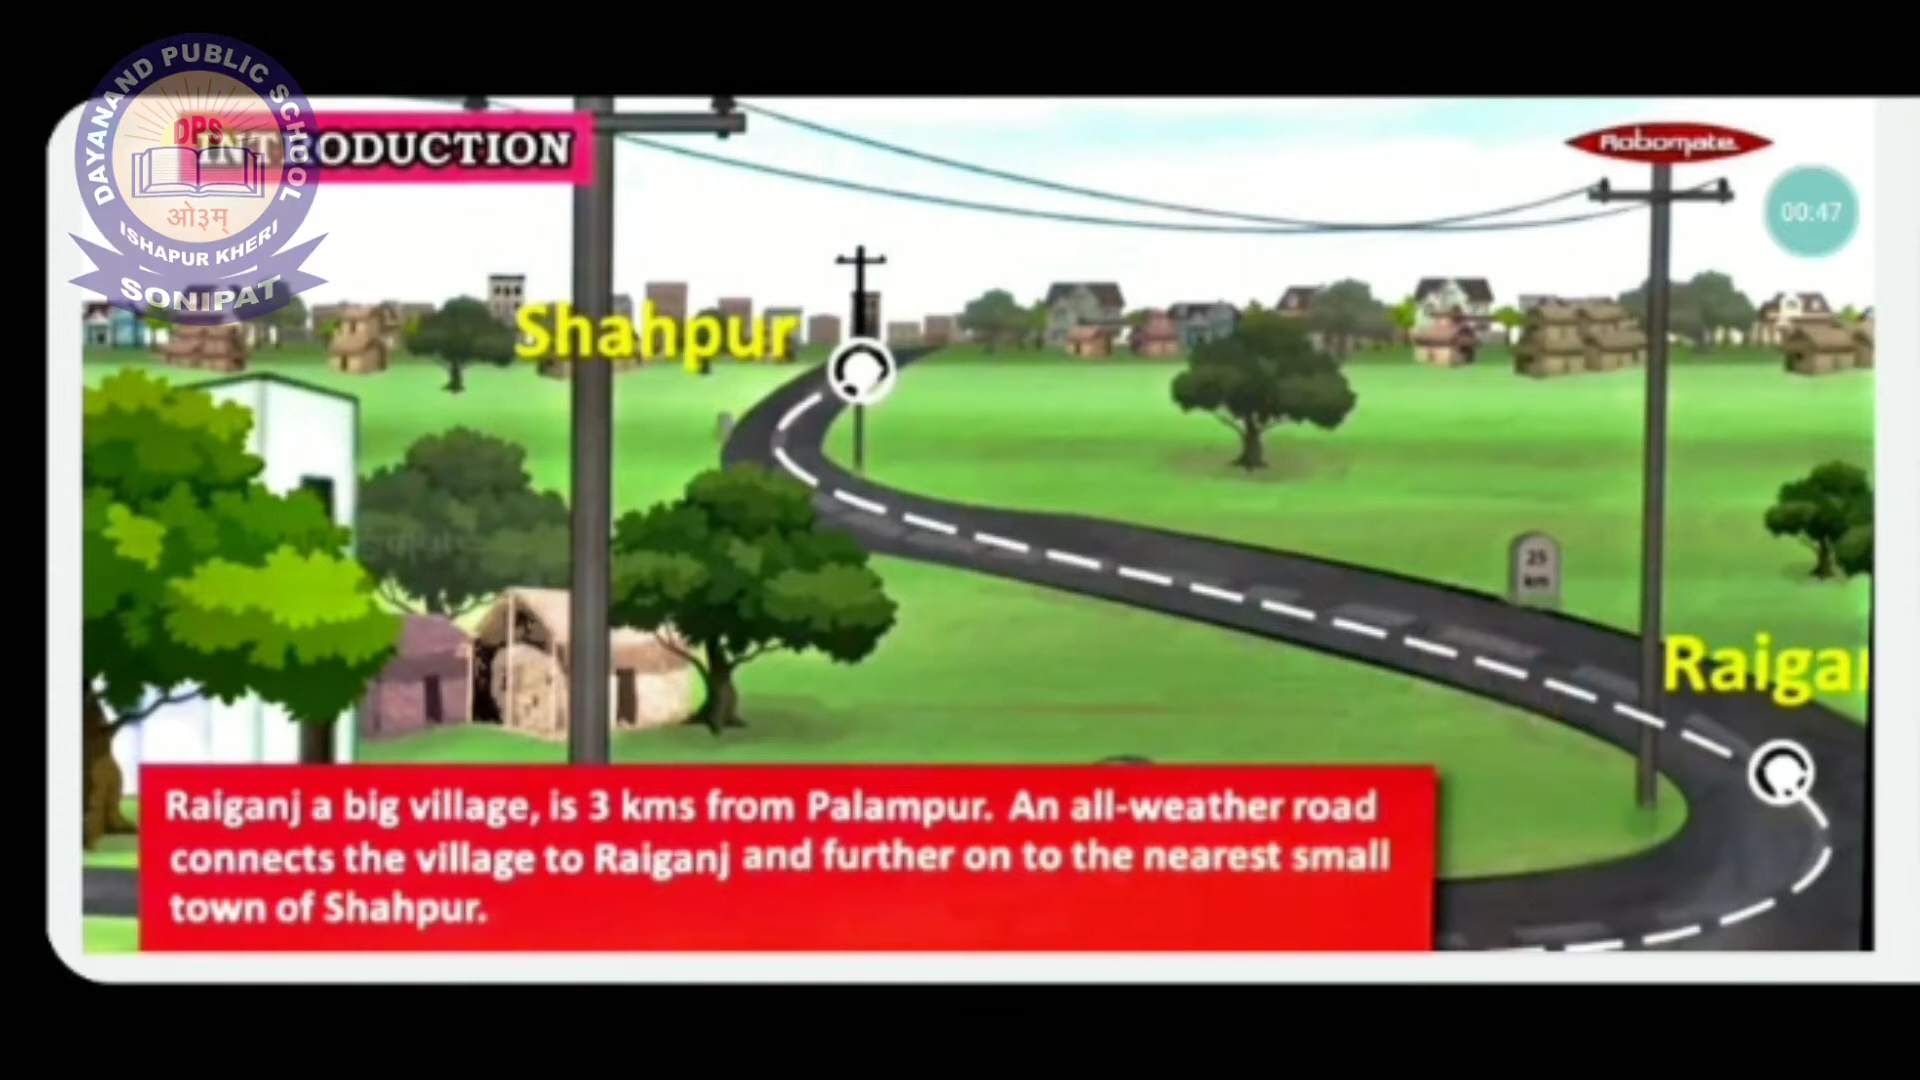 DAYANAND PUBLIC SCHOOL
DPS
ओ३म्
ISHAPUR KHERI
SONIPAT
INTRODUCTION
Robomate
00:47
Shahpur
25
km
Raigan
Raiganj a big village, is 3 kms from Palampur. An all-weather road
connects the village to Raiganj and further on to the nearest small
town of Shahpur.